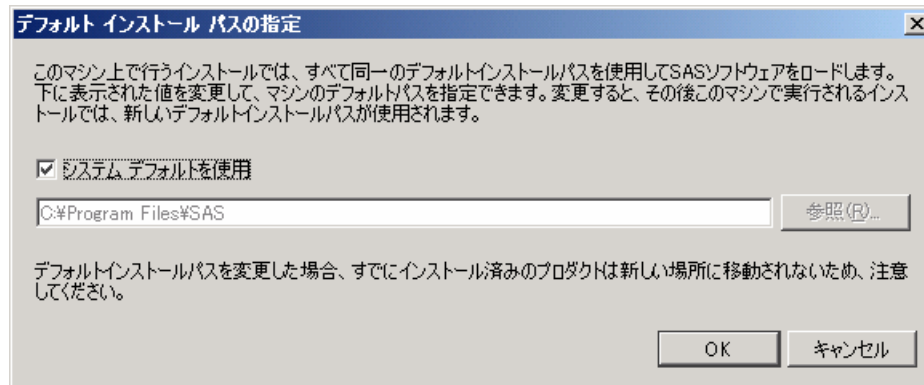 デフォルト インストール パスの指定
このマシン上で行うインストールでは、すべて同一のデフォルトインストールパスを使用してSASソフトウェアをロードします。
下に表示された値を変更して、マシンのデフォルトパスを指定できます。変更すると、その後このマシンで実行されるインス
トールでは、新しいデフォルトインストールパスが使用されます。
システム デフォルトを使用
C:¥Program Files¥SAS
参照(R)...
デフォルトインストールパスを変更した場合、すでにインストール済みのプロダクトは新しい場所に移動されないため、注意
してください。
OK
キャンセル